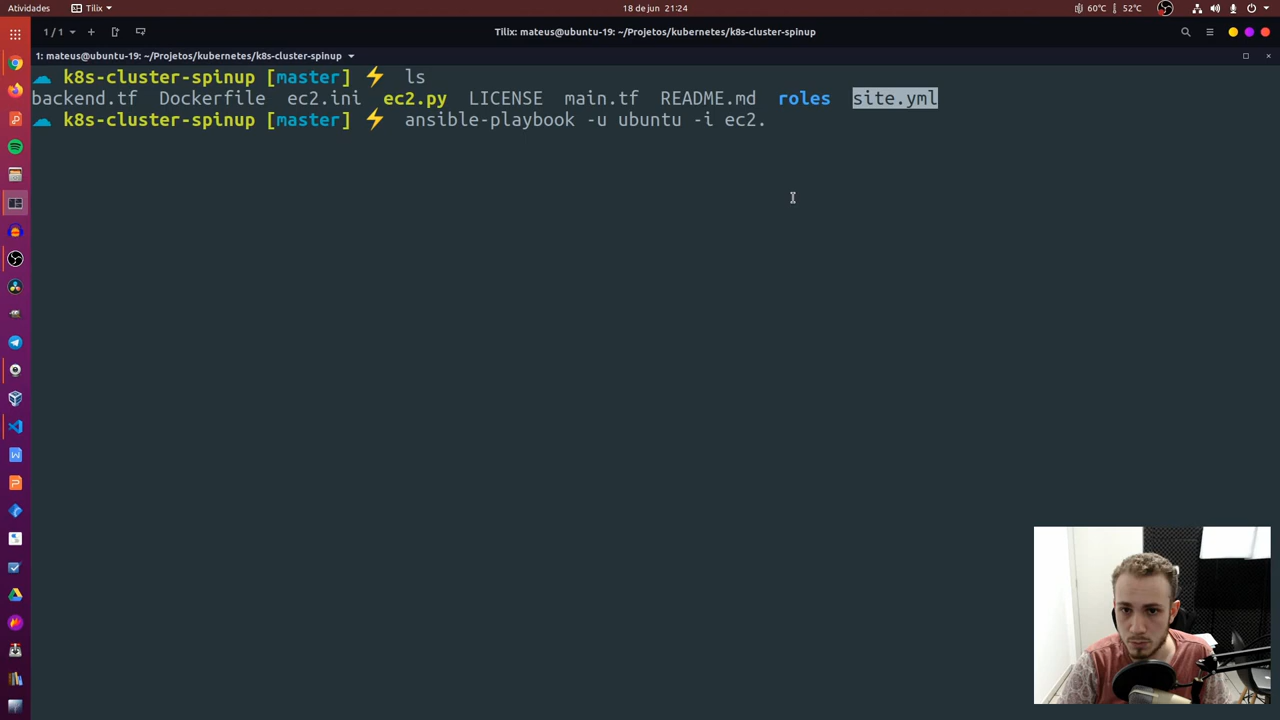 Atividades Tilix 18 de jun 21:24 60°C 52°C
1 / 1 Tilix: mateus@ubuntu-19: ~/Projetos/kubernetes/k8s-cluster-spinup
1: mateus@ubuntu-19: ~/Projetos/kubernetes/k8s-cluster-spinup
k8s-cluster-spinup [master] ⚡ ls
backend.tf Dockerfile ec2.ini ec2.py LICENSE main.tf README.md roles site.yml
k8s-cluster-spinup [master] ⚡ ansible-playbook -u ubuntu -i ec2.